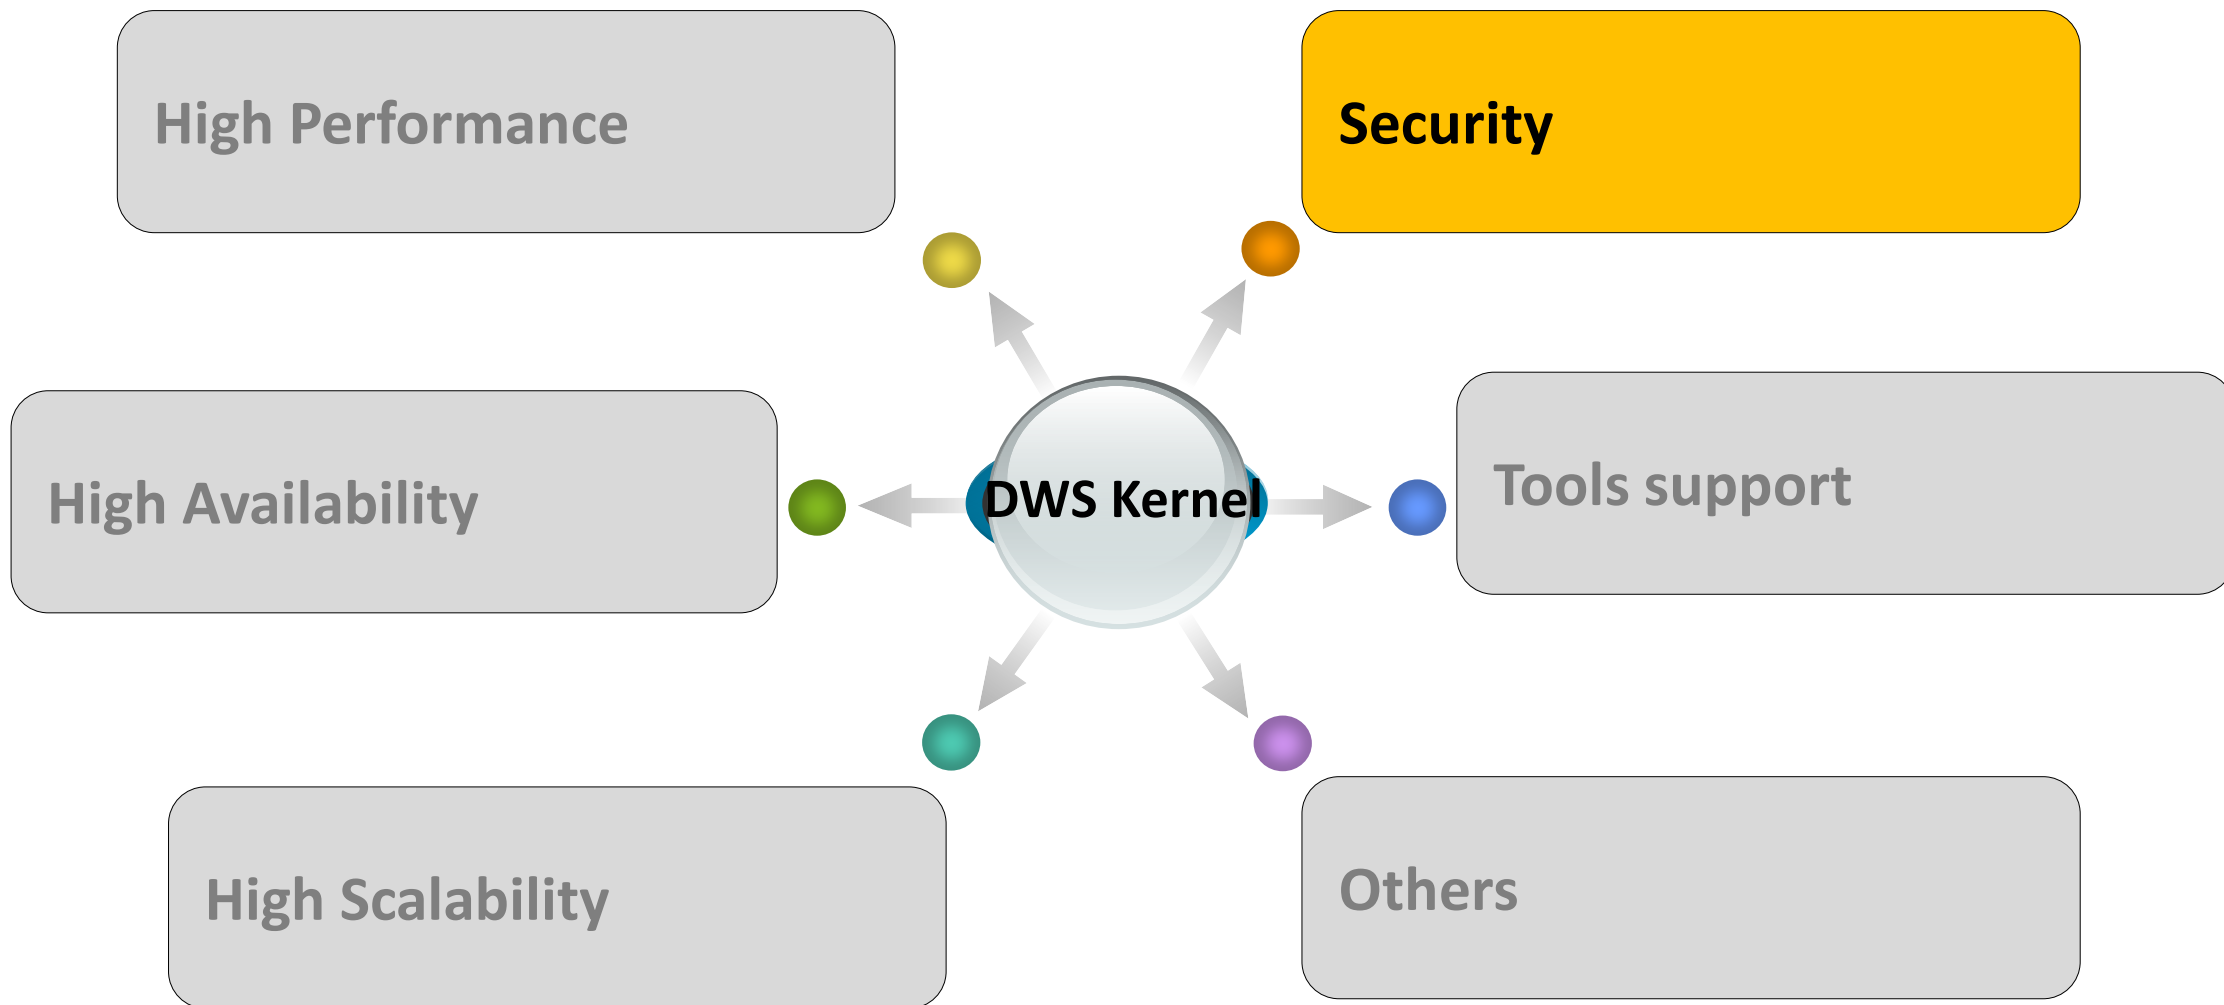 High Performance
Security
High Availability
DWS Kernel
Tools support
High Scalability
Others